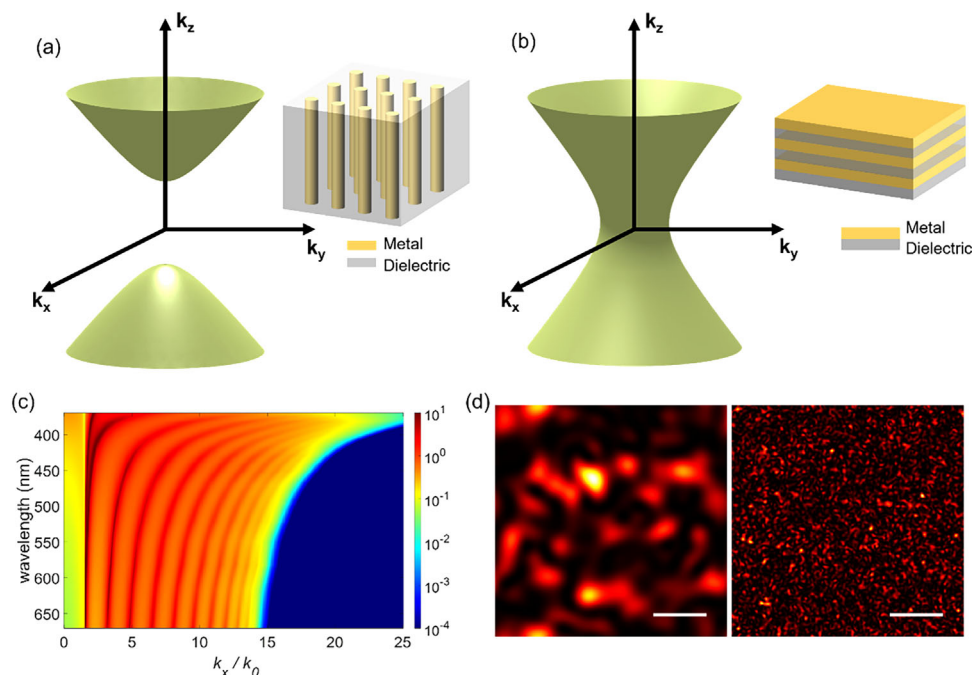 (a)
k_z
k_y
k_x
Metal
Dielectric
(b)
k_z
k_y
k_x
Metal
Dielectric
(c)
wavelength (nm)
400
450
500
550
600
650
0
5
10
15
20
25
k_x / k_0
10^1
10^0
10^-1
10^-2
10^-3
10^-4
(d)